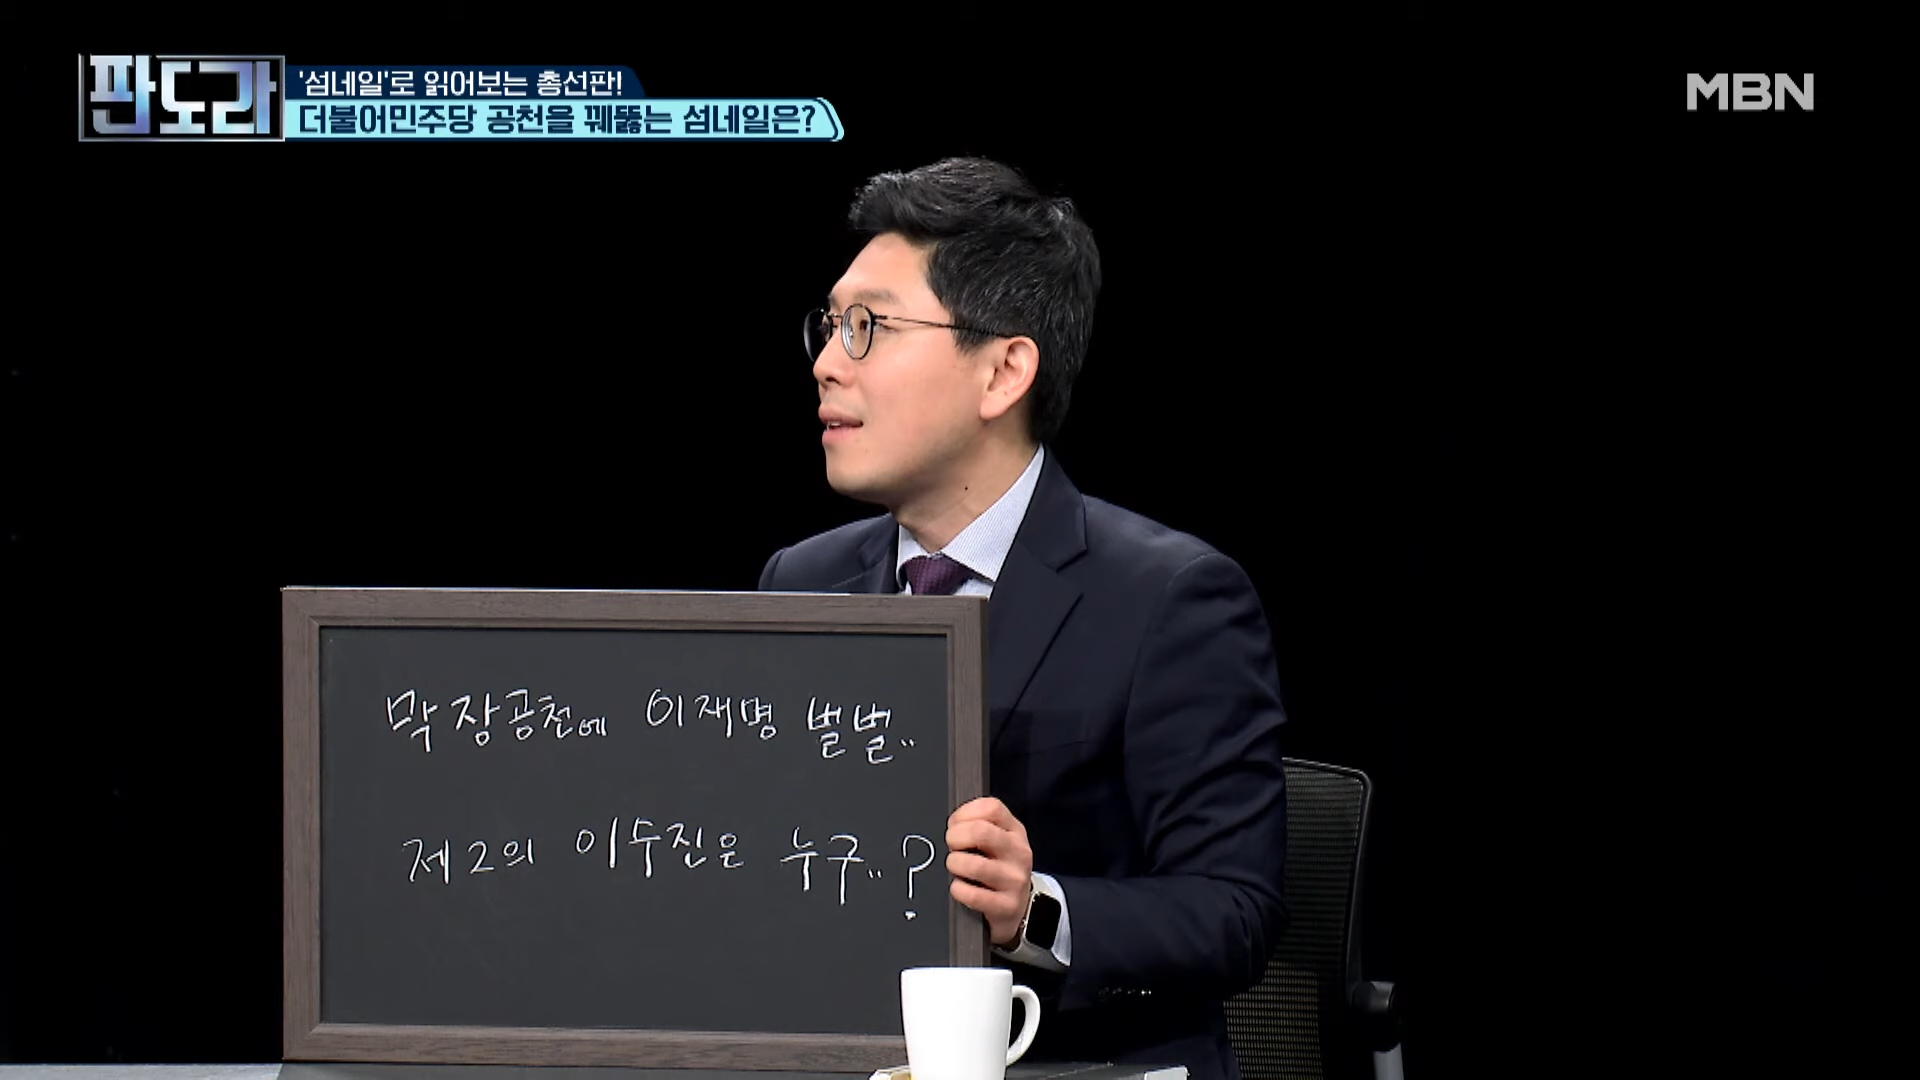 판도라
'섬네일'로 읽어보는 총선판!
더불어민주당 공천을 꿰뚫는 섬네일은?
MBN
막장공천에 이재명 벌벌..
제2의 이수진은 누구..?